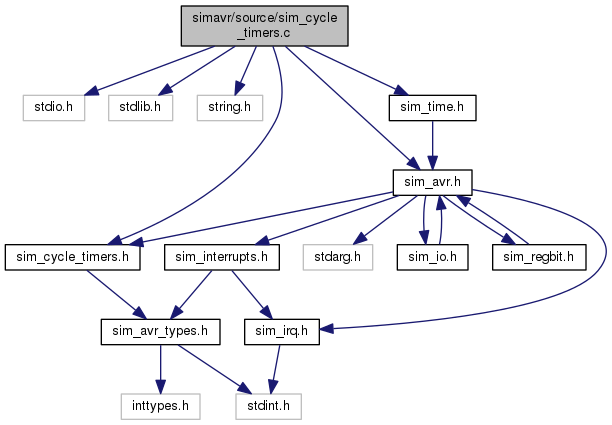 simavr/source/sim_cycle
_timers.c
stdio.h
stdlib.h
string.h
sim_time.h
sim_avr.h
sim_cycle_timers.h
sim_interrupts.h
stdarg.h
sim_io.h
sim_regbit.h
sim_avr_types.h
sim_irq.h
inttypes.h
stdint.h